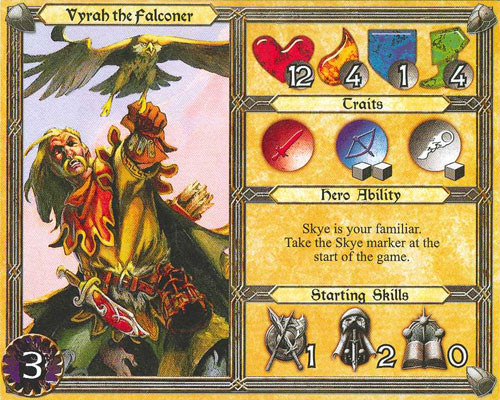 Vyrah the Falconer
12 4 1 4
Traits
Hero Ability
Skye is your familiar.
Take the Skye marker at the
start of the game.
Starting Skills
1 2 0
3